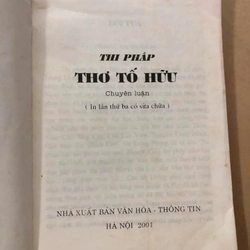 THI PHÁP
THƠ TỐ HỮU
Chuyên luận
( In lần thứ ba có sửa chữa )
NHÀ XUẤT BẢN VĂN HÓA - THÔNG TIN
HÀ NỘI 2001